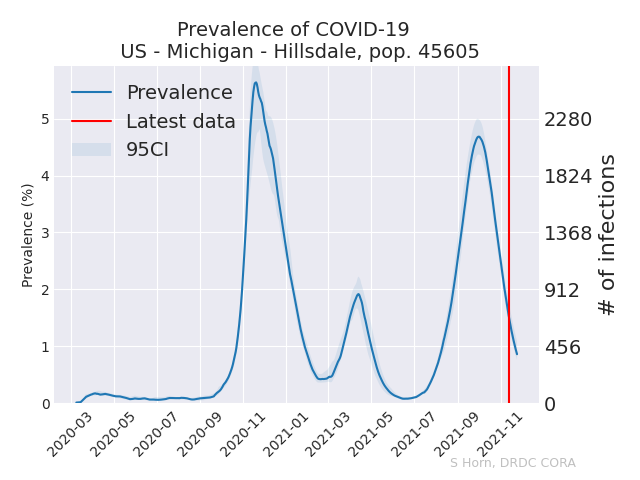 Prevalence of COVID-19
US - Michigan - Hillsdale, pop. 45605
Prevalence
Latest data
95CI
Prevalence (%)
5
4
3
2
1
0
2280
1824
1368
912
456
0
# of infections
2020-03
2020-05
2020-07
2020-09
2020-11
2021-01
2021-03
2021-05
2021-07
2021-09
2021-11
S Horn, DRDC CORA